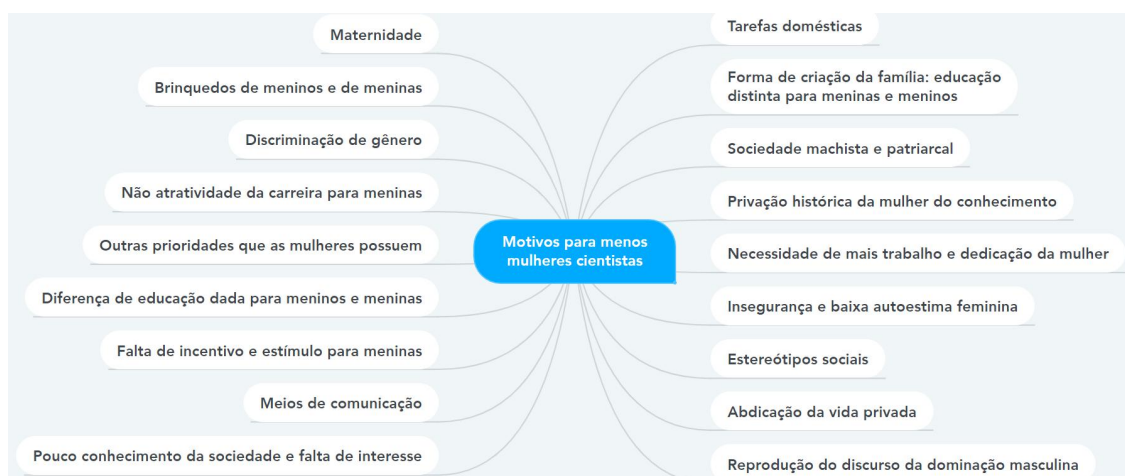 Maternidade
Brinquedos de meninos e de meninas
Discriminação de gênero
Não atratividade da carreira para meninas
Outras prioridades que as mulheres possuem
Diferença de educação dada para meninos e meninas
Falta de incentivo e estímulo para meninas
Meios de comunicação
Pouco conhecimento da sociedade e falta de interesse
Motivos para menos
mulheres cientistas
Tarefas domésticas
Forma de criação da família: educação
distinta para meninas e meninos
Sociedade machista e patriarcal
Privação histórica da mulher do conhecimento
Necessidade de mais trabalho e dedicação da mulher
Insegurança e baixa autoestima feminina
Estereótipos sociais
Abdicação da vida privada
Reprodução do discurso da dominação masculina